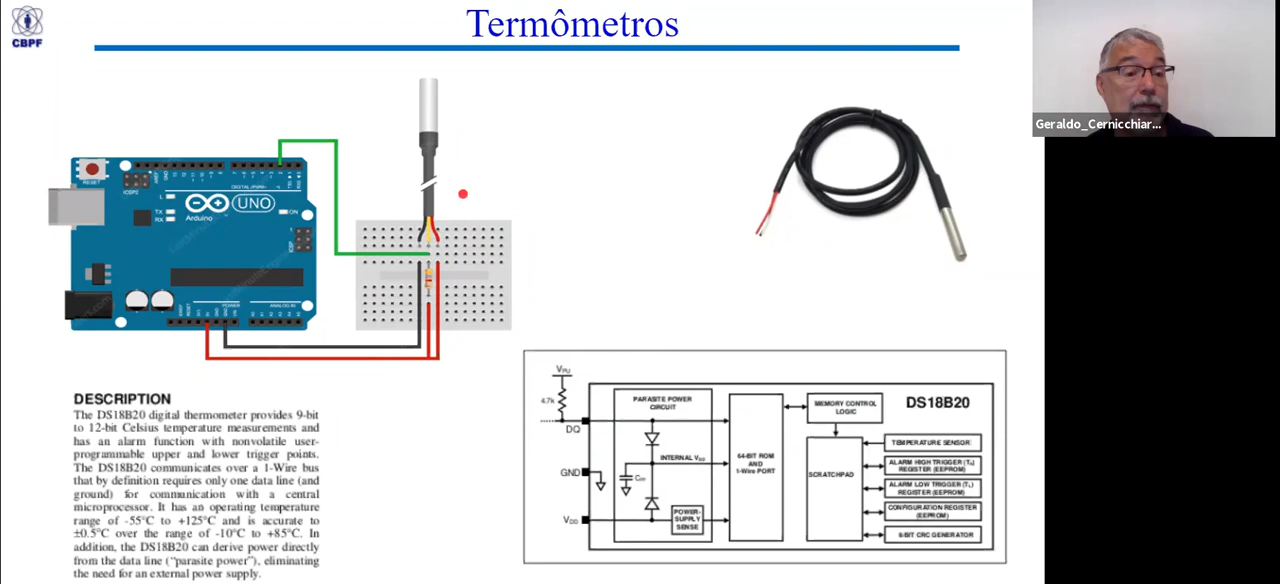 Termômetros
CBPF
Geraldo_Cernicchiar...
RESET
ICSP2
AREF
GND
DIGITAL (PWM~
L
TX
RX
Arduino
UNO
ON
ICSP
POWER
ANALOG IN
DESCRIPTION
The DS18B20 digital thermometer provides 9-bit
to 12-bit Celsius temperature measurements and
has an alarm function with nonvolatile user-
programmable upper and lower trigger points.
The DS18B20 communicates over a 1-Wire bus
that by definition requires only one data line (and
ground) for communication with a central
microprocessor. It has an operating temperature
range of -55°C to +125°C and is accurate to
±0.5°C over the range of -10°C to +85°C. In
addition, the DS18B20 can derive power directly
from the data line ("parasite power"), eliminating
the need for an external power supply.
VPU
4.7k
DQ
GND
VDD
PARASITE POWER
CIRCUIT
INTERNAL VDD
CPP
POWER-
SUPPLY
SENSE
64-BIT ROM
AND
1-Wire PORT
MEMORY CONTROL
LOGIC
SCRATCHPAD
DS18B20
TEMPERATURE SENSOR
ALARM HIGH TRIGGER (TH)
REGISTER (EEPROM)
ALARM LOW TRIGGER (TL)
REGISTER (EEPROM)
CONFIGURATION REGISTER
(EEPROM)
8-BIT CRC GENERATOR